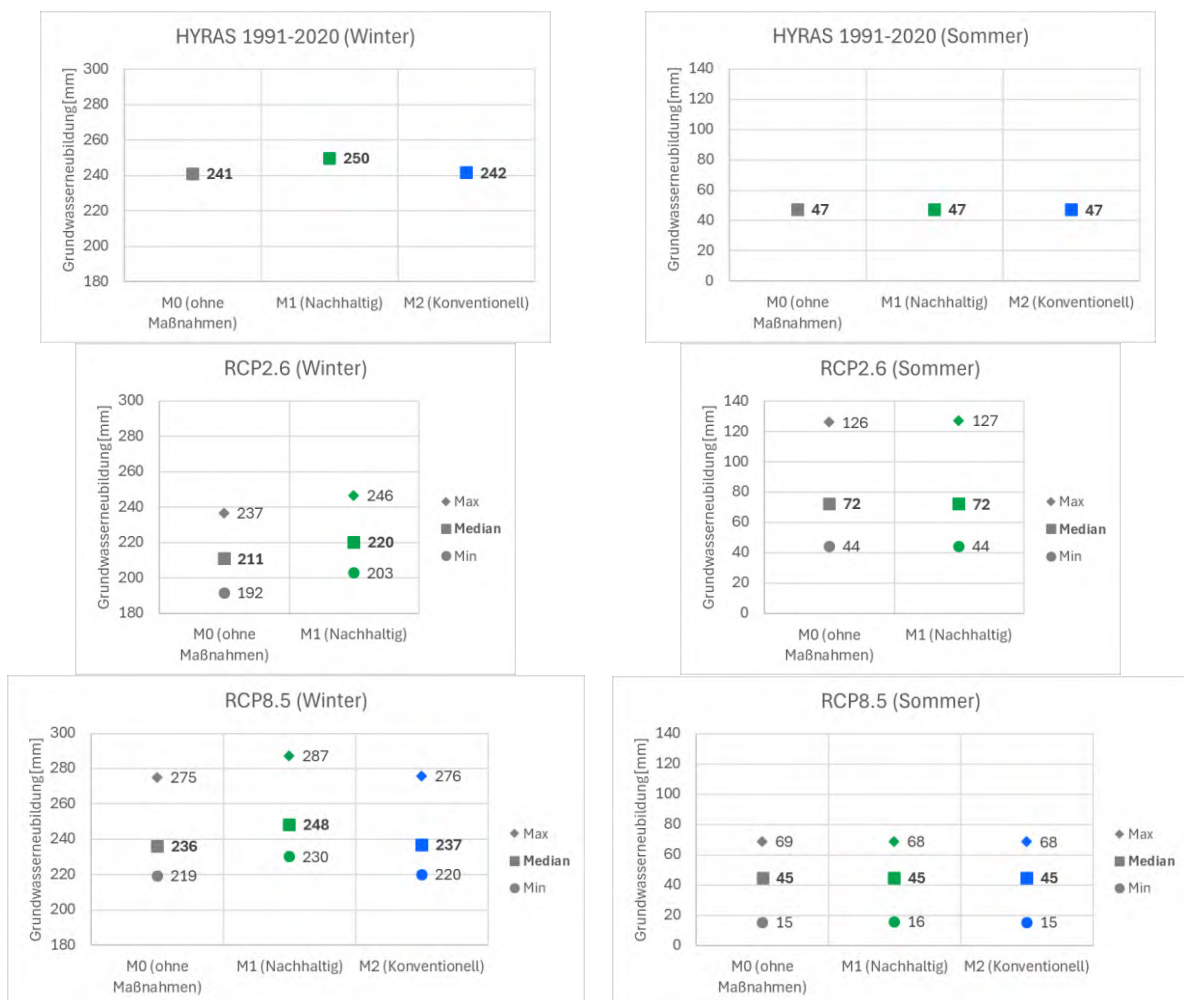 HYRAS 1991-2020 (Winter)
Grundwasserneubildung[mm]
300
280
260
240
220
200
180
241
250
242
M0 (ohne
Maßnahmen)
M1 (Nachhaltig)
M2 (Konventionell)
HYRAS 1991-2020 (Sommer)
Grundwasserneubildung[mm]
140
120
100
80
60
40
20
0
47
47
47
M0 (ohne
Maßnahmen)
M1 (Nachhaltig)
M2 (Konventionell)
RCP2.6 (Winter)
Grundwasserneubildung[mm]
300
280
260
240
220
200
180
237
246
211
220
192
203
M0 (ohne
Maßnahmen)
M1 (Nachhaltig)
Max
Median
Min
RCP2.6 (Sommer)
Grundwasserneubildung[mm]
140
120
100
80
60
40
20
0
126
127
72
72
44
44
M0 (ohne
Maßnahmen)
M1 (Nachhaltig)
Max
Median
Min
RCP8.5 (Winter)
Grundwasserneubildung[mm]
300
280
260
240
220
200
180
275
287
276
236
248
237
219
230
220
M0 (ohne
Maßnahmen)
M1 (Nachhaltig)
M2 (Konventionell)
Max
Median
Min
RCP8.5 (Sommer)
Grundwasserneubildung[mm]
140
120
100
80
60
40
20
0
69
68
68
45
45
45
15
16
15
M0 (ohne
Maßnahmen)
M1 (Nachhaltig)
M2 (Konventionell)
Max
Median
Min